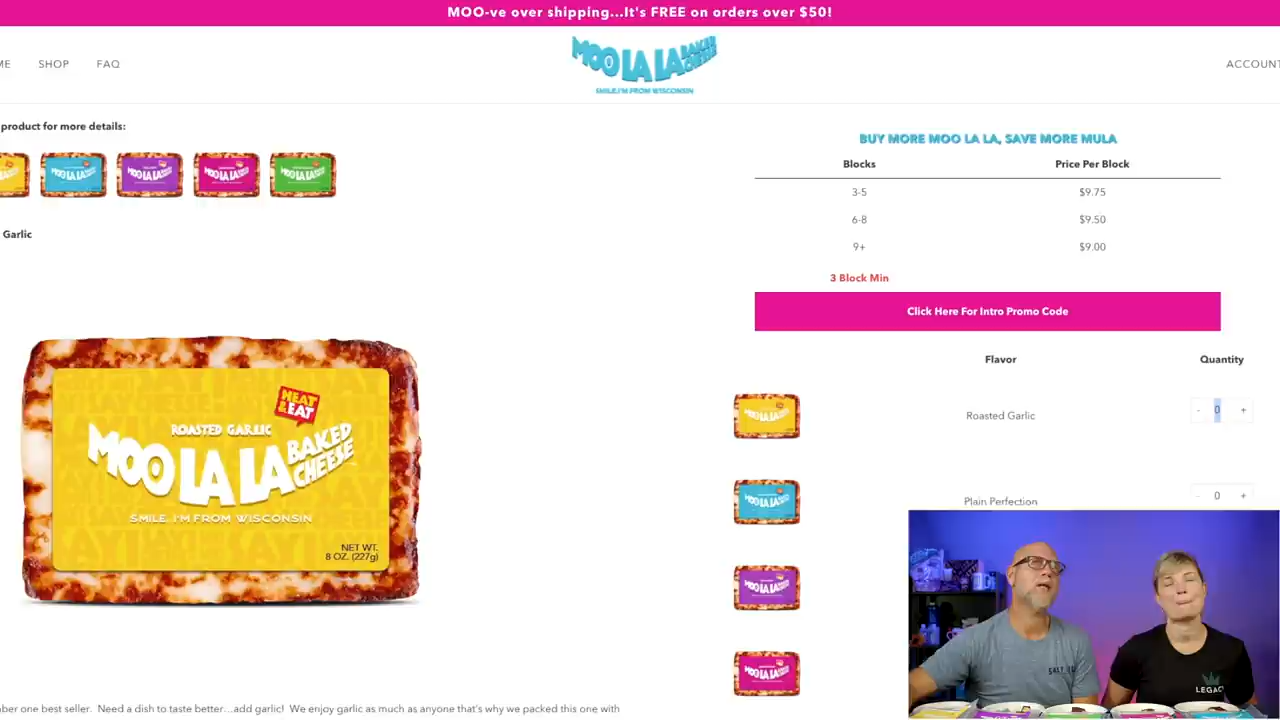 MOO-ve over shipping...It's FREE on orders over $50!
ME SHOP FAQ
MOO LA LA BAKED CHEESE
SMILE, I'M FROM WISCONSIN
ACCOUNT
product for more details:
BUY MORE MOO LA LA, SAVE MORE MULA
Blocks Price Per Block
3-5 $9.75
6-8 $9.50
9+ $9.00
3 Block Min
Click Here For Intro Promo Code
Garlic
HEAT & EAT
ROASTED GARLIC
MOO LA LA BAKED CHEESE
SMILE, I'M FROM WISCONSIN
NET WT.
8 OZ. (227g)
Flavor Quantity
Roasted Garlic - 0 +
Plain Perfection - 0 +
LEGACY
ber one best seller. Need a dish to taste better...add garlic! We enjoy garlic as much as anyone that's why we packed this one with